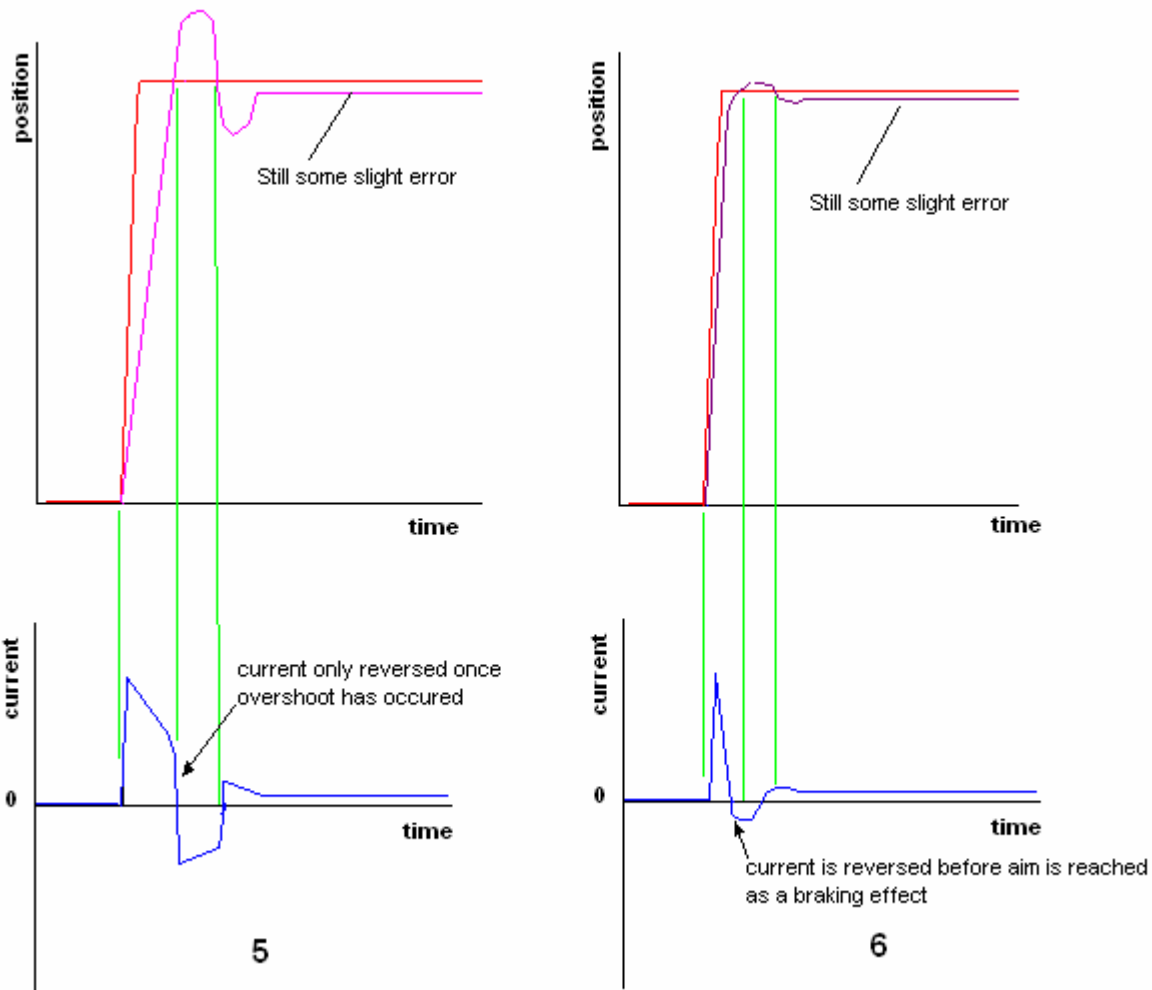 position
Still some slight error
time
current
current only reversed once
overshoot has occured
0
time
5
position
Still some slight error
time
current
0
time
current is reversed before aim is reached
as a braking effect
6